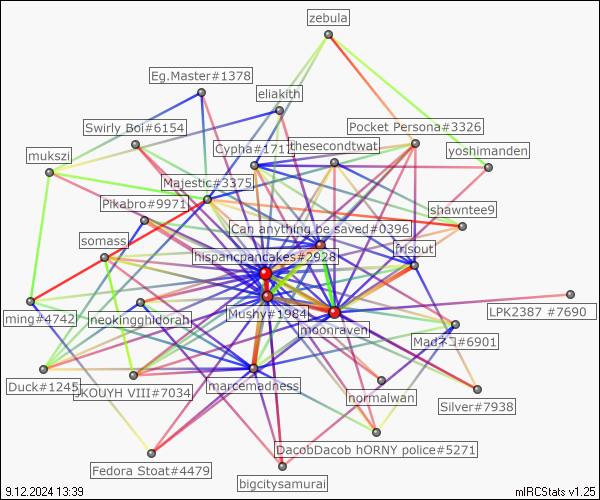 zebula
Eg.Master#1378
eliakith
Swirly Boi#6154
Pocket Persona#3326
Cypha#1717
thesecondtwat
mukszi
yoshimanden
Majestic#3375
Pikabro#9971
shawntee9
Can anything be saved#0396
somass
frisout
hispancpancakes#2928
LPK2387 #7690
ming#4742
neokingghidorah
Mushy#1984
moonraven
Madネコ#6901
Duck#1245
JKOUYH VIII#7034
marcemadness
normalwan
Silver#7938
DacobDacob hORNY police#5271
Fedora Stoat#4479
bigcitysamurai
9.12.2024 13:39
mIRCStats v1.25